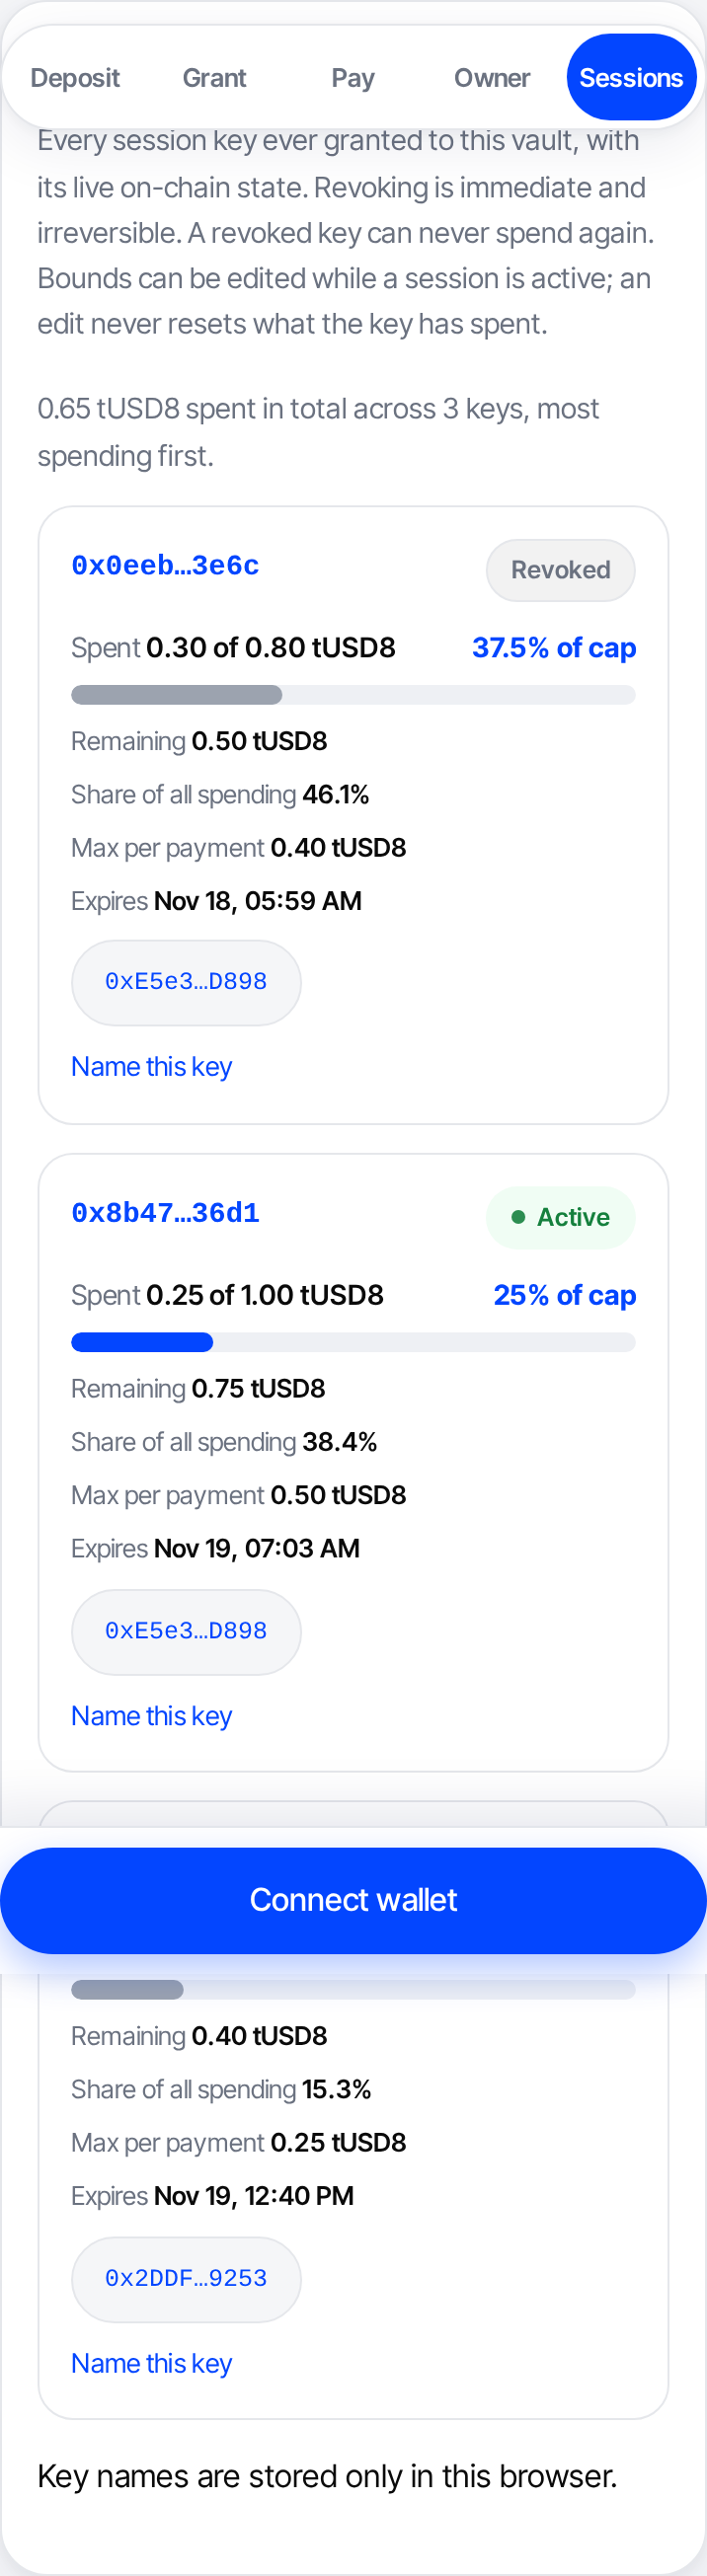 Deposit Grant Pay Owner Sessions
Every session key ever granted to this vault, with
its live on-chain state. Revoking is immediate and
irreversible. A revoked key can never spend again.
Bounds can be edited while a session is active; an
edit never resets what the key has spent.
0.65 tUSD8 spent in total across 3 keys, most
spending first.
0x0eeb…3e6c Revoked
Spent 0.30 of 0.80 tUSD8 37.5% of cap
Remaining 0.50 tUSD8
Share of all spending 46.1%
Max per payment 0.40 tUSD8
Expires Nov 18, 05:59 AM
0xE5e3…D898
Name this key
0x8b47…36d1 Active
Spent 0.25 of 1.00 tUSD8 25% of cap
Remaining 0.75 tUSD8
Share of all spending 38.4%
Max per payment 0.50 tUSD8
Expires Nov 19, 07:03 AM
0xE5e3…D898
Name this key
Connect wallet
Remaining 0.40 tUSD8
Share of all spending 15.3%
Max per payment 0.25 tUSD8
Expires Nov 19, 12:40 PM
0x2DDF…9253
Name this key
Key names are stored only in this browser.